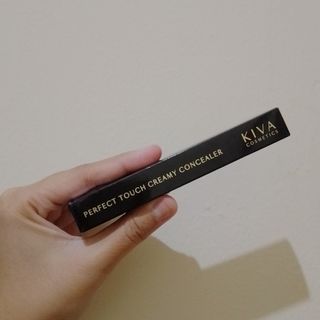 PERFECT TOUCH CREAMY CONCEALER
KIVA
COSMETICS